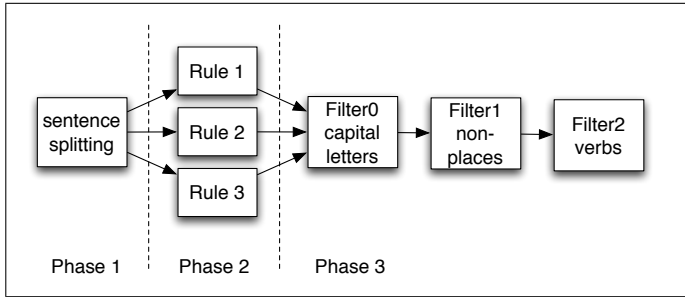 sentence
splitting
Rule 1
Rule 2
Rule 3
Filter0
capital
letters
Filter1
non-
places
Filter2
verbs
Phase 1
Phase 2
Phase 3